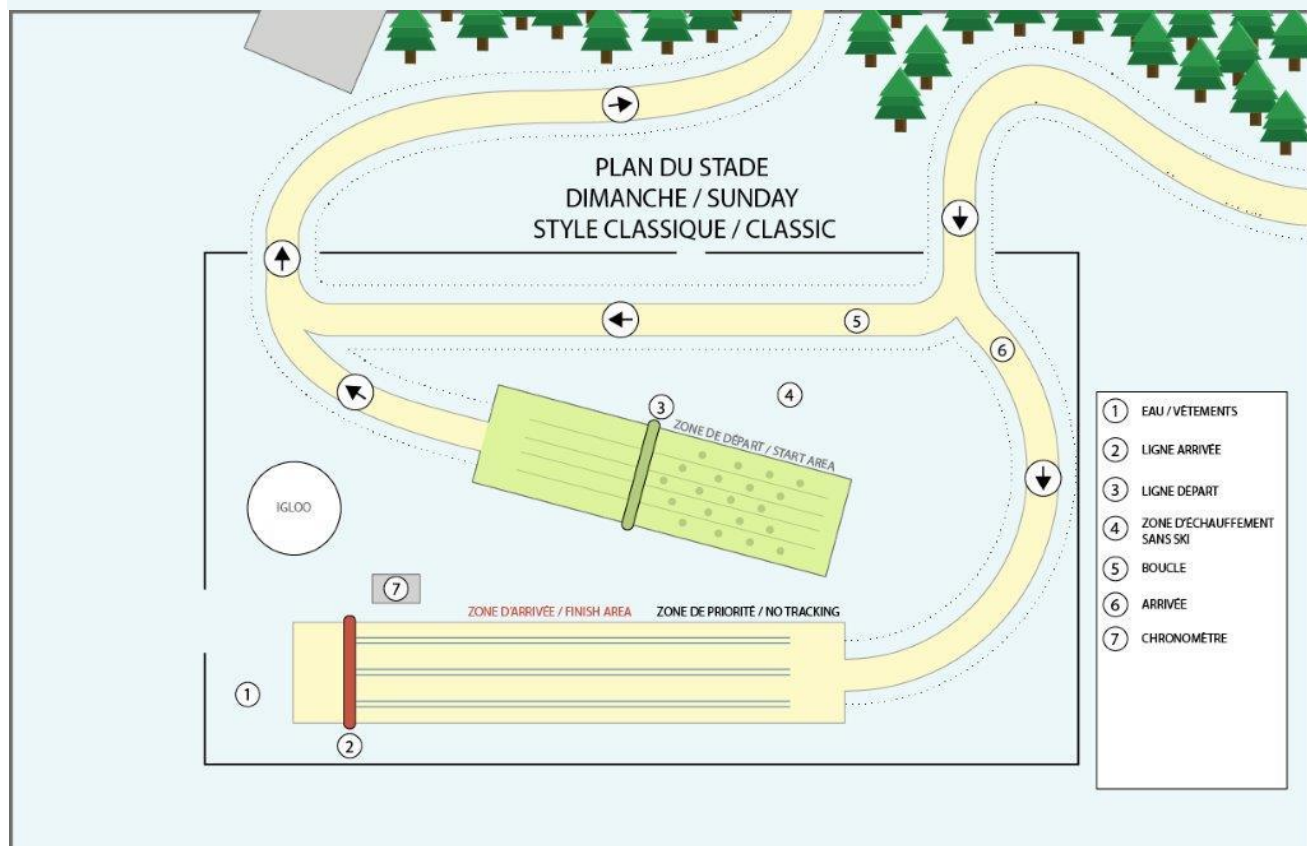 PLAN DU STADE
DIMANCHE / SUNDAY
STYLE CLASSIQUE / CLASSIC
5
6
4
3
ZONE DE DÉPART / START AREA
IGLOO
7
ZONE D'ARRIVÉE / FINISH AREA
ZONE DE PRIORITÉ / NO TRACKING
1
2
1 EAU / VÊTEMENTS
2 LIGNE ARRIVÉE
3 LIGNE DÉPART
4 ZONE D'ÉCHAUFFEMENT
SANS SKI
5 BOUCLE
6 ARRIVÉE
7 CHRONOMÈTRE